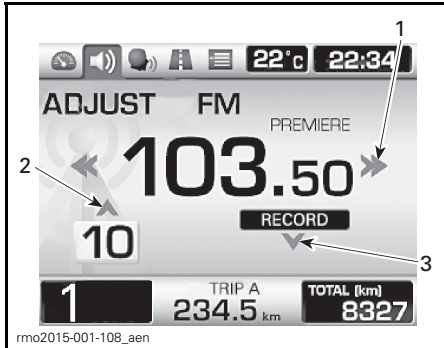 1
22°c 22:34
ADJUST FM
PREMIERE
2
103.50
10
RECORD
3
1
TRIP A
234.5 km
TOTAL [km]
8327
rmo2015-001-108_aen